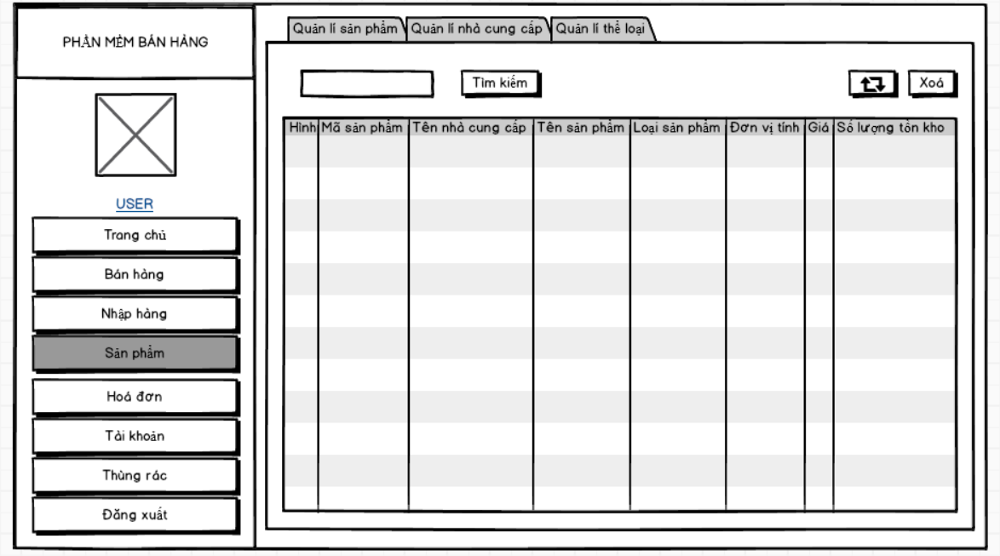 PHẦN MỀM BÁN HÀNG
USER
Trang chủ
Bán hàng
Nhập hàng
Sản phẩm
Hoá đơn
Tài khoản
Thùng rác
Đăng xuất
Quản lí sản phẩm Quản lí nhà cung cấp Quản lí thể loại
Tìm kiếm Xoá
Hình Mã sản phẩm Tên nhà cung cấp Tên sản phẩm Loại sản phẩm Đơn vị tính Giá Số lượng tồn kho